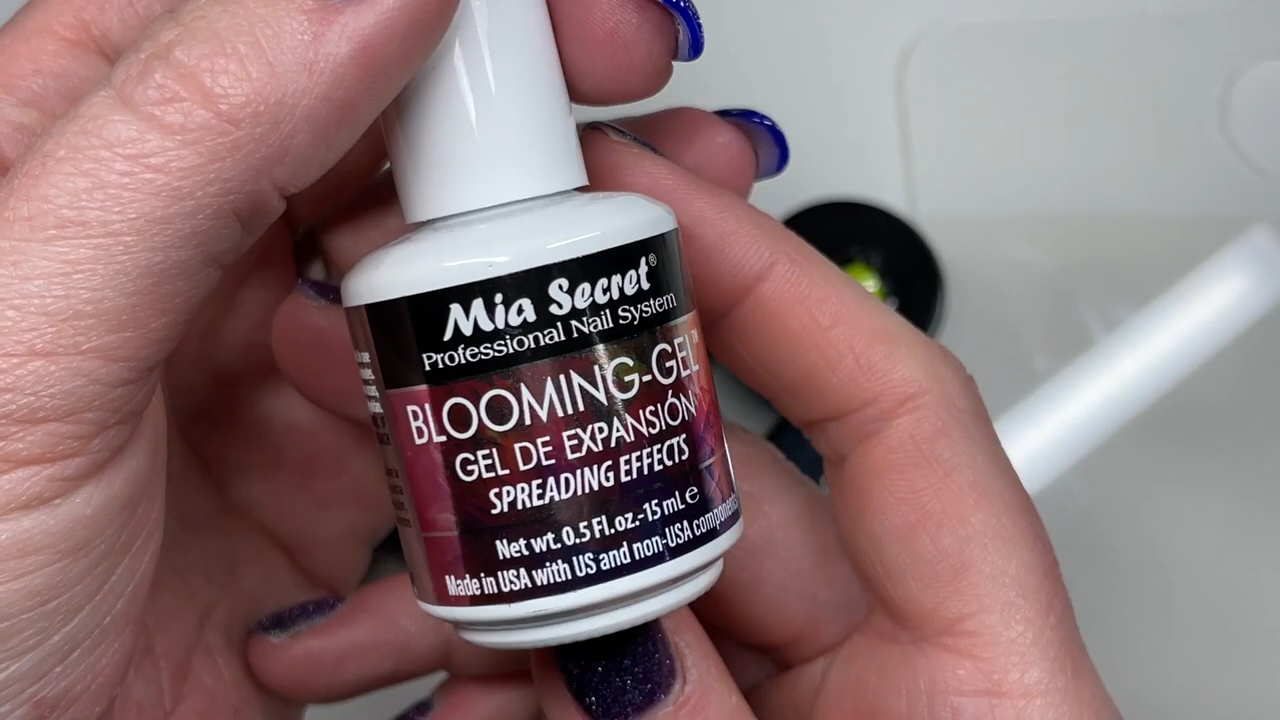 Mia Secret®
Professional Nail System
BLOOMING-GEL™
GEL DE EXPANSIÓN
SPREADING EFFECTS
Net wt. 0.5 Fl.oz.-15 mL ℮
Made in USA with US and non-USA components